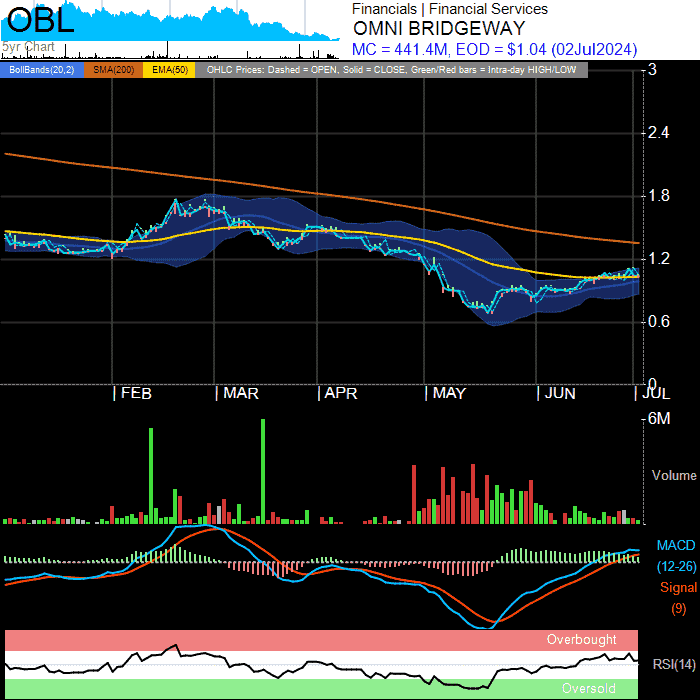 OBL
5yr Chart
Financials | Financial Services
OMNI BRIDGEWAY
MC = 441.4M, EOD = $1.04 (02Jul2024)
BollBands(20,2) SMA(200) EMA(50) OHLC Prices: Dashed = OPEN, Solid = CLOSE, Green/Red bars = Intra-day HIGH/LOW
3
2.4
1.8
1.2
0.6
0
| FEB | MAR | APR | MAY | JUN | JUL
6M
Volume
MACD
(12-26)
Signal
(9)
Overbought
RSI(14)
Oversold